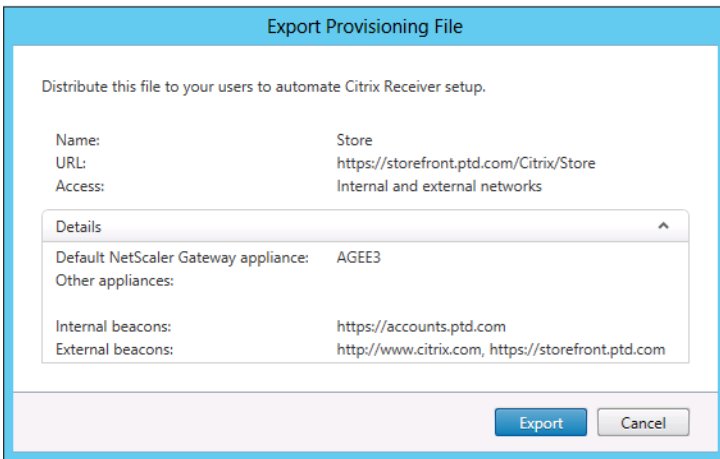 Export Provisioning File
Distribute this file to your users to automate Citrix Receiver setup.
Name: Store
URL: https://storefront.ptd.com/Citrix/Store
Access: Internal and external networks
Details
Default NetScaler Gateway appliance: AGEE3
Other appliances:
Internal beacons: https://accounts.ptd.com
External beacons: http://www.citrix.com, https://storefront.ptd.com
Export Cancel